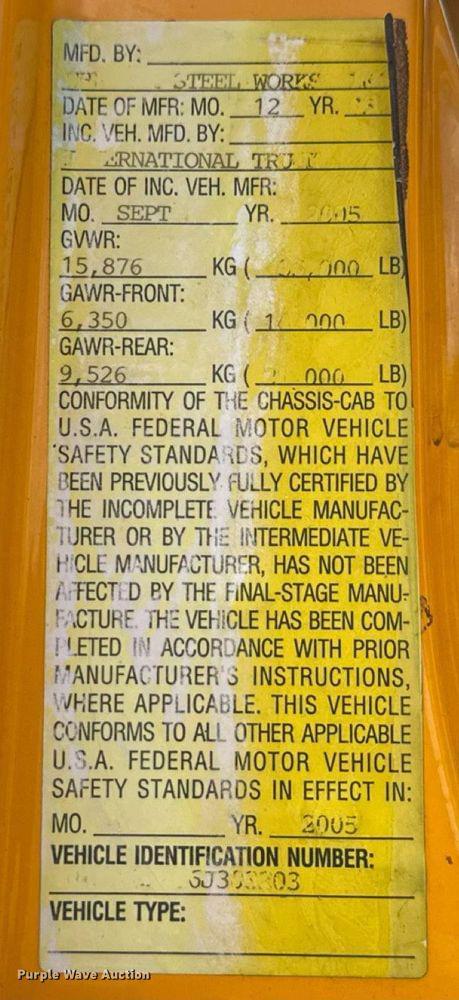 MFD. BY:
STEEL WORKS
DATE OF MFR: MO. 12 YR.
INC. VEH. MFD. BY:
DATE OF INC. VEH. MFR:
MO. SEPT YR. 2005
GVWR:
15,876 KG ( LB)
GAWR-FRONT:
6,350 KG ( LB)
GAWR-REAR:
9,526 KG ( LB)
CONFORMITY OF THE CHASSIS-CAB TO
U.S.A. FEDERAL MOTOR VEHICLE
SAFETY STANDARDS, WHICH HAVE
BEEN PREVIOUSLY FULLY CERTIFIED BY
THE INCOMPLETE VEHICLE MANUFAC-
TURER OR BY THE INTERMEDIATE VE-
HICLE MANUFACTURER, HAS NOT BEEN
AFFECTED BY THE FINAL-STAGE MANU-
FACTURE. THE VEHICLE HAS BEEN COM-
PLETED IN ACCORDANCE WITH PRIOR
MANUFACTURER'S INSTRUCTIONS,
WHERE APPLICABLE. THIS VEHICLE
CONFORMS TO ALL OTHER APPLICABLE
U.S.A. FEDERAL MOTOR VEHICLE
SAFETY STANDARDS IN EFFECT IN:
MO. YR. 2005
VEHICLE IDENTIFICATION NUMBER:
VEHICLE TYPE:
Purple Wave Auction